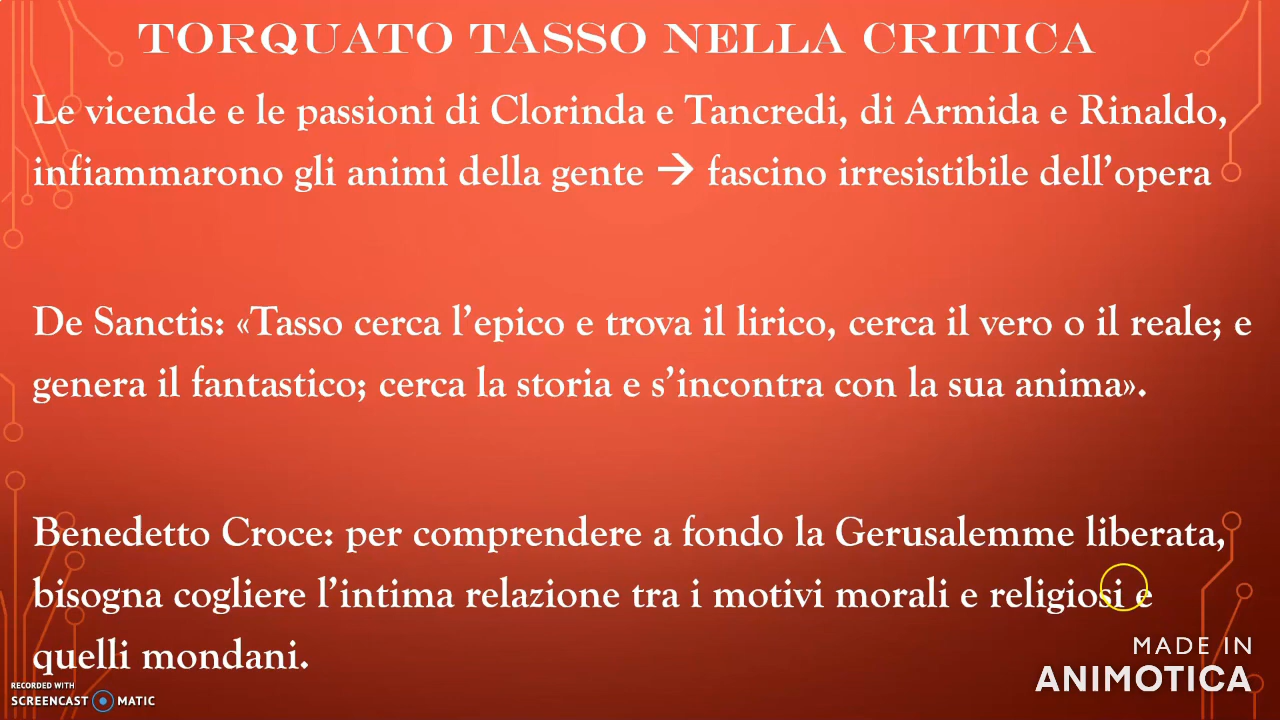 TORQUATO TASSO NELLA CRITICA
Le vicende e le passioni di Clorinda e Tancredi, di Armida e Rinaldo,
infiammarono gli animi della gente → fascino irresistibile dell’opera
De Sanctis: «Tasso cerca l’epico e trova il lirico, cerca il vero o il reale; e
genera il fantastico; cerca la storia e s’incontra con la sua anima».
Benedetto Croce: per comprendere a fondo la Gerusalemme liberata,
bisogna cogliere l’intima relazione tra i motivi morali e religiosi e
quelli mondani.
MADE IN
ANIMOTICA
RECORDED WITH
SCREENCAST MATIC